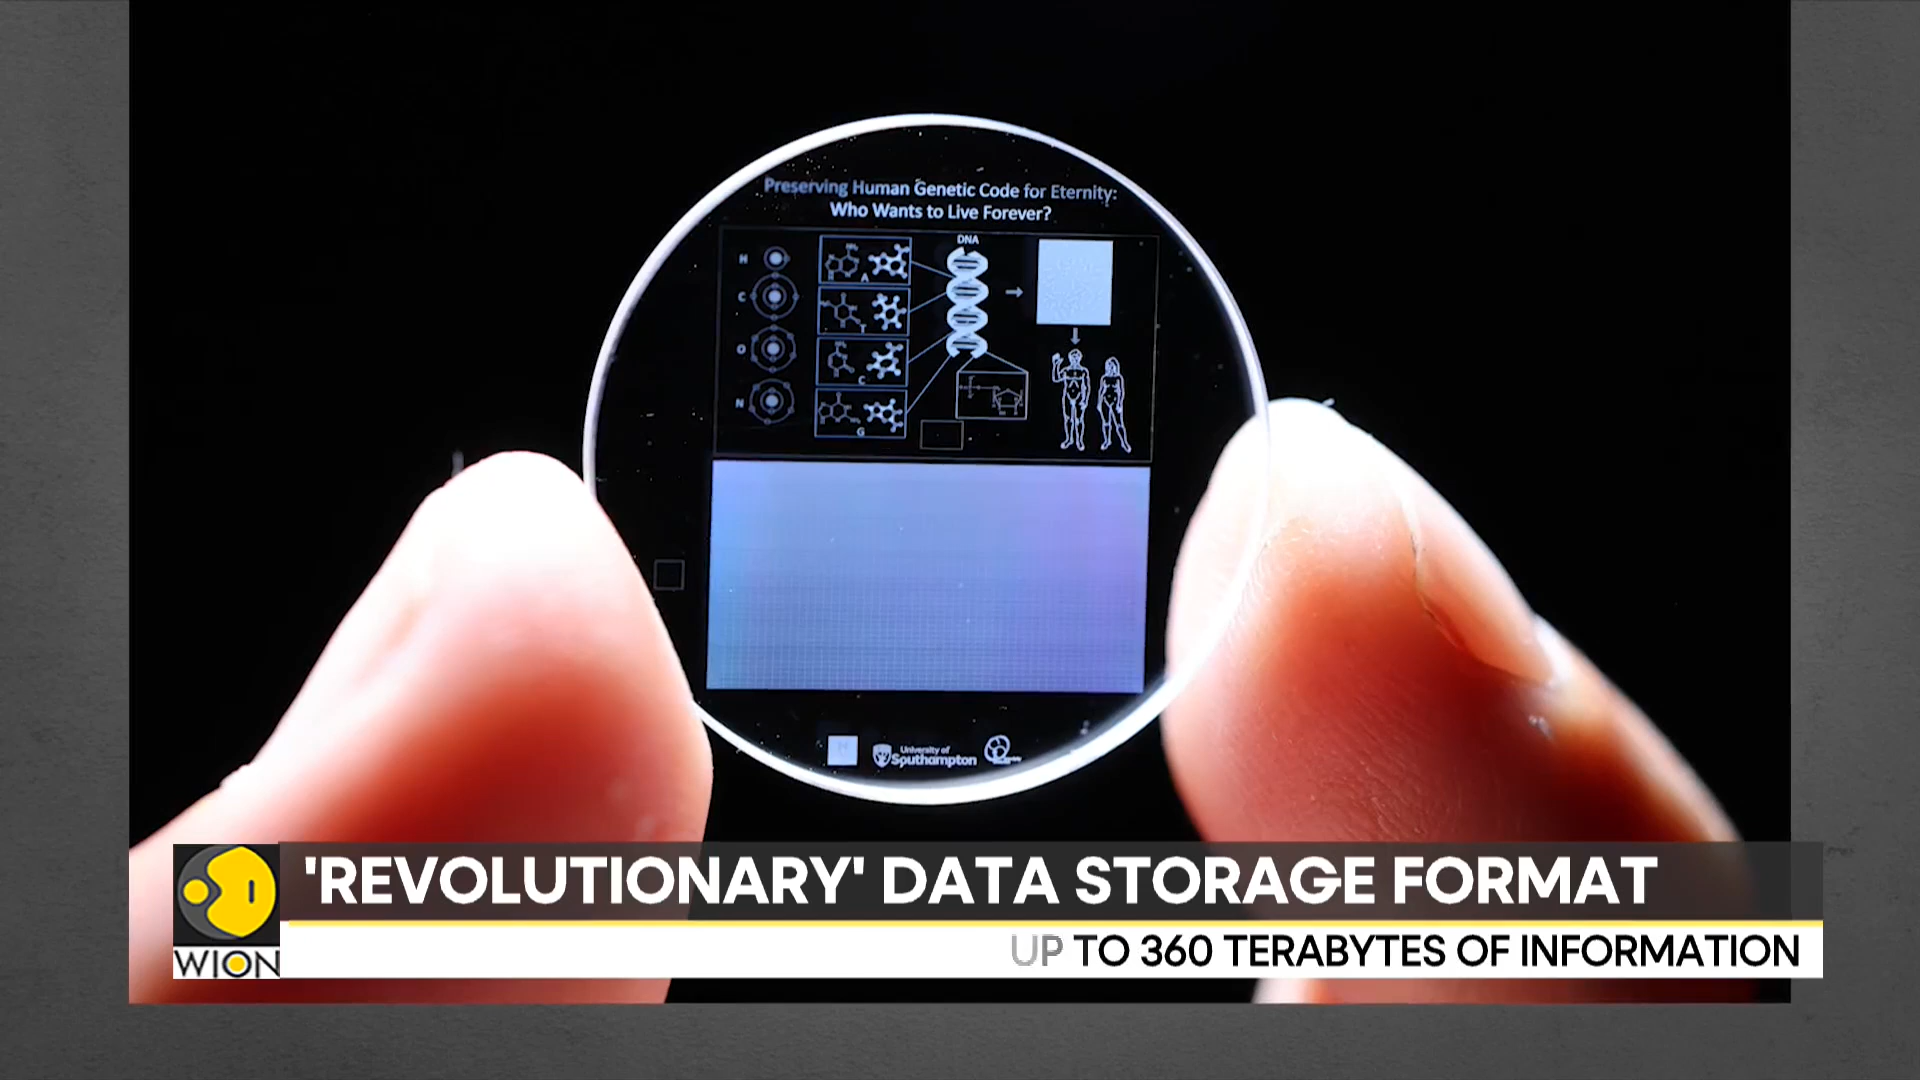 Preserving Human Genetic Code for Eternity:
Who Wants to Live Forever?
DNA
H
A
C
T
O
C
N
G
University of
Southampton
'REVOLUTIONARY' DATA STORAGE FORMAT
UP TO 360 TERABYTES OF INFORMATION
WION